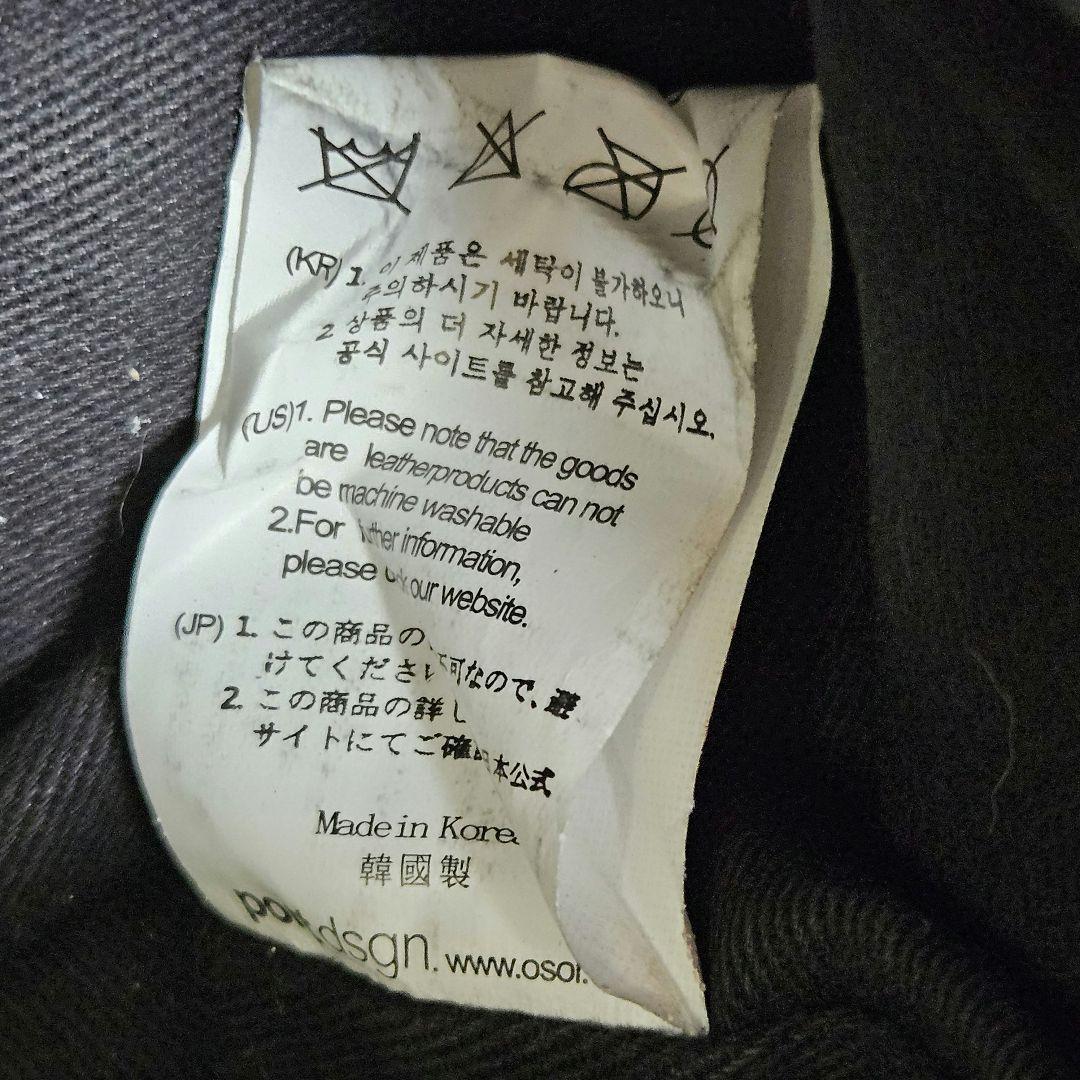 (KR) 1. 이 제품은 세탁이 불가하오니
주의하시기 바랍니다.
2 상품의 더 자세한 정보는
공식 사이트를 참고해 주십시오.
(US)1. Please note that the goods
are leatherproducts can not
be machine washable
2.For information,
please our website.
(JP) 1. この商品の 可なので、避
けてくださ
2. この商品の詳し 本公式
サイトにてご確
Made in Korea
韓國製
dsgn. www.osoi.